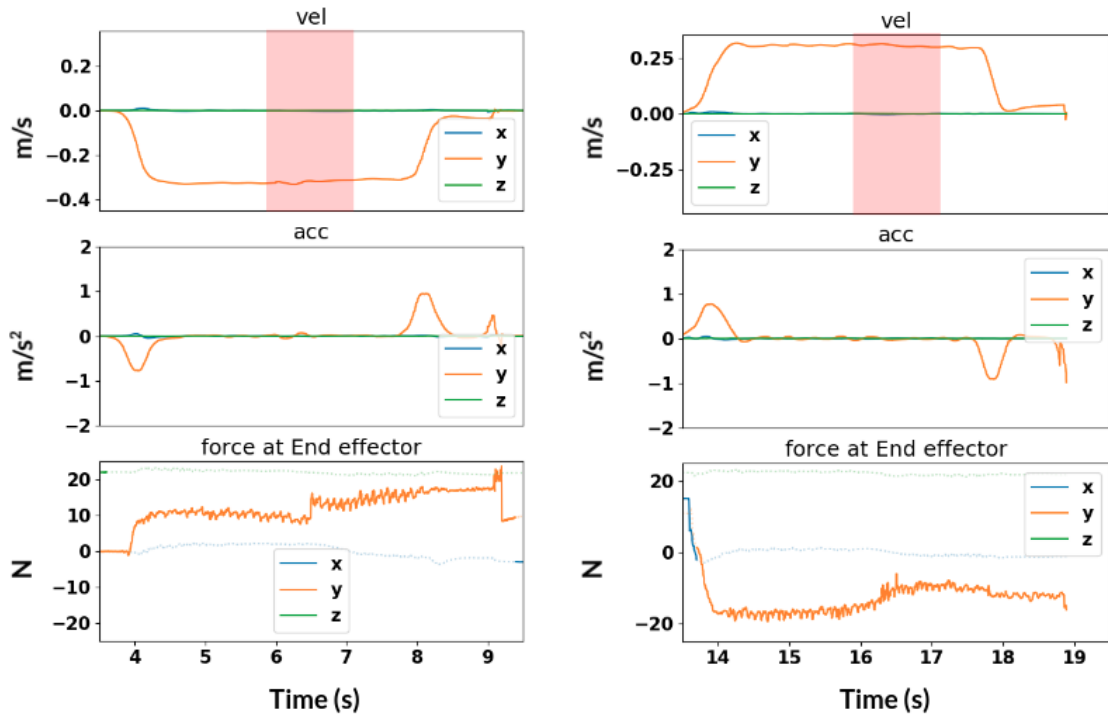 vel
0.2
0.0
−0.2
−0.4
m/s
x
y
z
acc
2
1
0
−1
−2
m/s²
x
y
z
force at End effector
20
10
0
−10
−20
N
x
y
z
4 5 6 7 8 9
Time (s)
vel
0.25
0.00
−0.25
m/s
x
y
z
acc
2
1
0
−1
−2
m/s²
x
y
z
force at End effector
20
0
−20
N
x
y
z
14 15 16 17 18 19
Time (s)